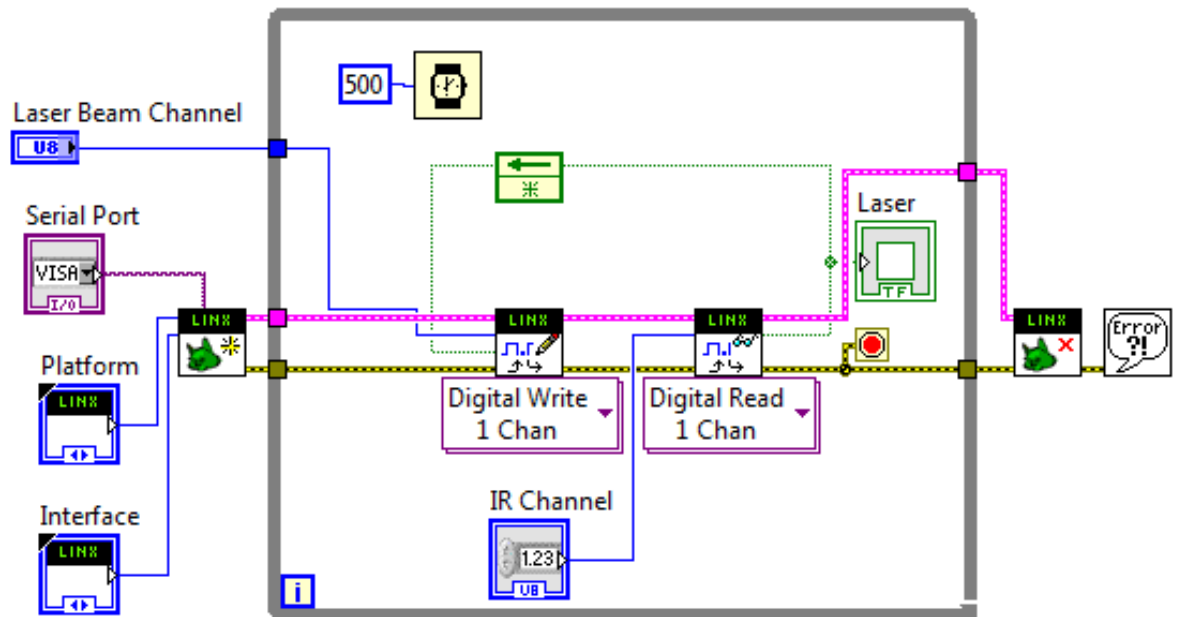 500
Laser Beam Channel
U8
Serial Port
VISA
I/O
Laser
TF
LINX
LINX
LINX
LINX
Error
?!
Platform
LINX
Digital Write
1 Chan
Digital Read
1 Chan
Interface
LINX
IR Channel
1.23
U8
i